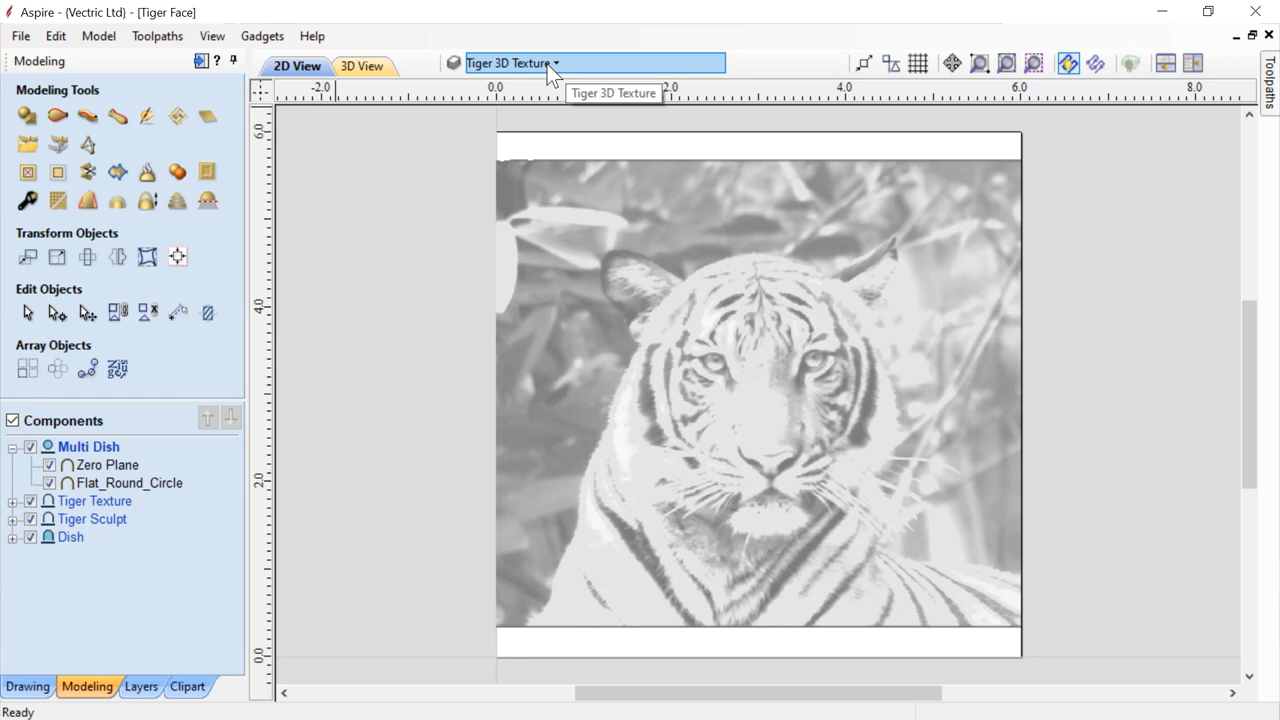 Aspire - {Vectric Ltd} - [Tiger Face]
File Edit Model Toolpaths View Gadgets Help
Modeling
2D View 3D View Tiger 3D Texture
Tiger 3D Texture
Modeling Tools
Transform Objects
Edit Objects
Array Objects
Components
Multi Dish
Zero Plane
Flat_Round_Circle
Tiger Texture
Tiger Sculpt
Dish
Drawing Modeling Layers Clipart
Ready
-2.0 0.0 2.0 4.0 6.0 8.0
6.0
4.0
2.0
0.0
Toolpaths